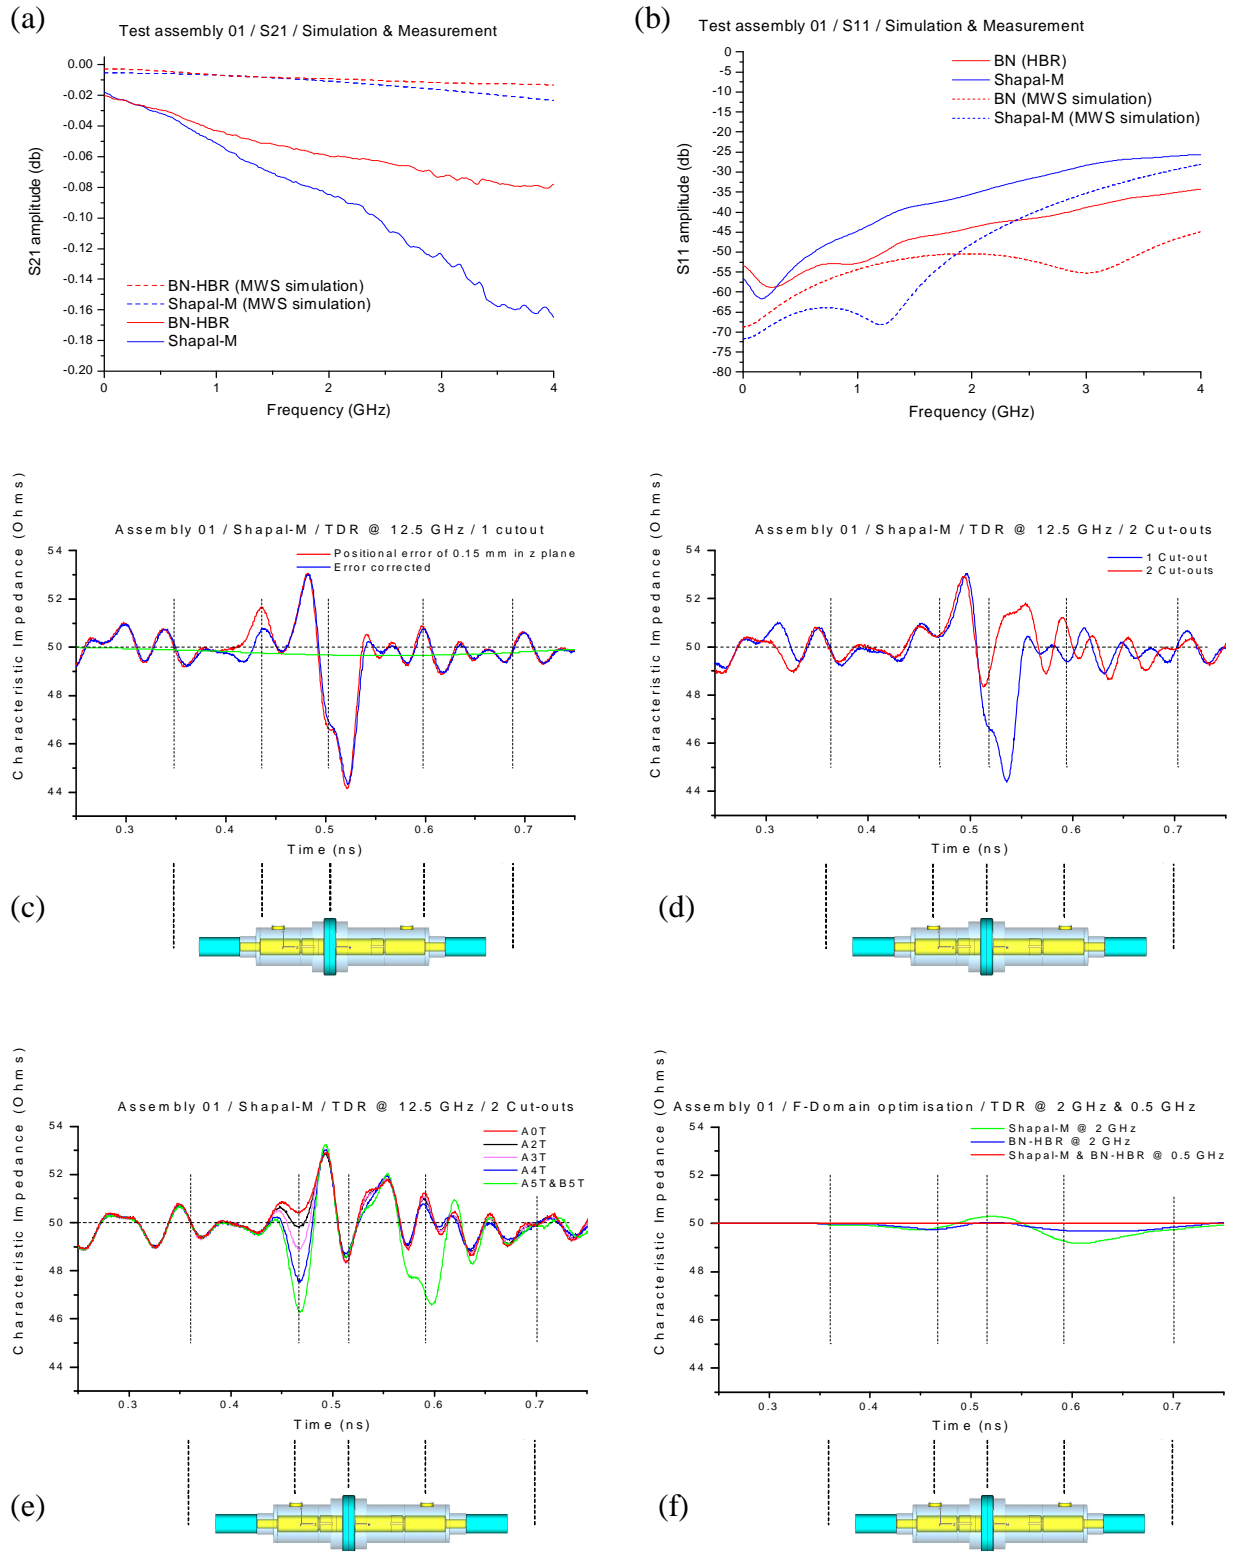 (a)
Test assembly 01 / S21 / Simulation & Measurement
0.00
-0.02
-0.04
-0.06
-0.08
-0.10
-0.12
-0.14
-0.16
-0.18
-0.20
S21 amplitude (db)
BN-HBR (MWS simulation)
Shapal-M (MWS simulation)
BN-HBR
Shapal-M
0 1 2 3 4
Frequency (GHz)
(b)
Test assembly 01 / S11 / Simulation & Measurement
0
-5
-10
-15
-20
-25
-30
-35
-40
-45
-50
-55
-60
-65
-70
-75
-80
S11 amplitude (db)
BN (HBR)
Shapal-M
BN (MWS simulation)
Shapal-M (MWS simulation)
0 1 2 3 4
Frequency (GHz)
Assembly 01 / Shapal-M / TDR @ 12.5 GHz / 1 cutout
Characteristic Impedance (Ohms)
54
52
50
48
46
44
Positional error of 0.15 mm in z plane
Error corrected
0.3 0.4 0.5 0.6 0.7
Time (ns)
(c)
Assembly 01 / Shapal-M / TDR @ 12.5 GHz / 2 Cut-outs
Characteristic Impedance (Ohms)
54
52
50
48
46
44
1 Cut-out
2 Cut-outs
0.3 0.4 0.5 0.6 0.7
Time (ns)
(d)
Assembly 01 / Shapal-M / TDR @ 12.5 GHz / 2 Cut-outs
Characteristic Impedance (Ohms)
54
52
50
48
46
44
A0T
A2T
A3T
A4T
A5T&B5T
0.3 0.4 0.5 0.6 0.7
Time (ns)
(e)
Assembly 01 / F-Domain optimisation / TDR @ 2 GHz & 0.5 GHz
Characteristic Impedance (Ohms)
54
52
50
48
46
44
Shapal-M @ 2 GHz
BN-HBR @ 2 GHz
Shapal-M & BN-HBR @ 0.5 GHz
0.3 0.4 0.5 0.6 0.7
Time (ns)
(f)